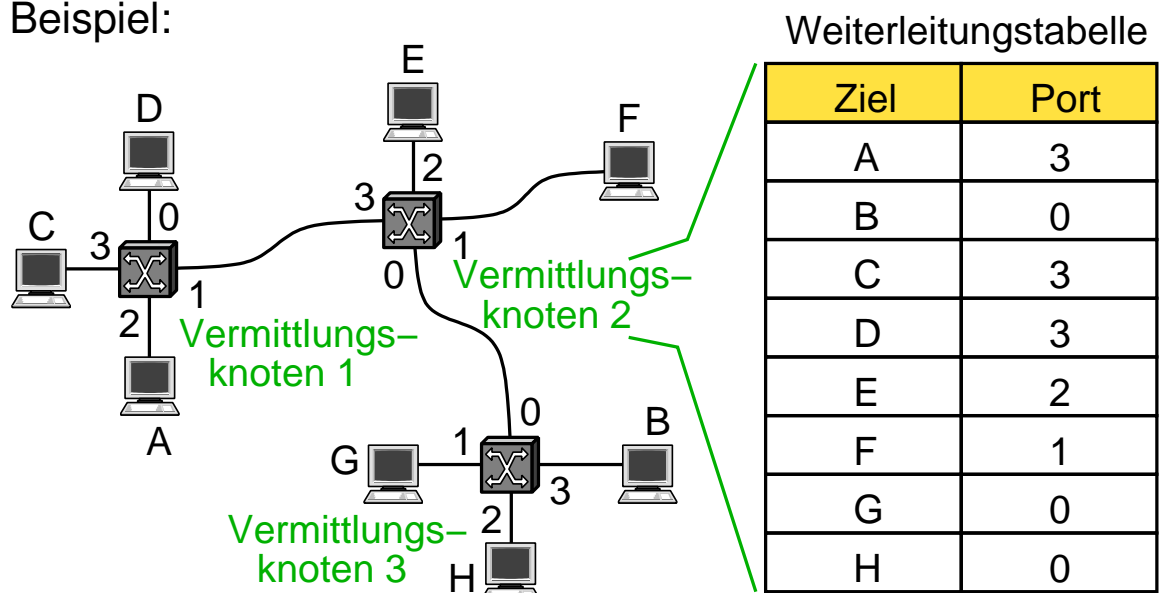 Beispiel:
Weiterleitungstabelle
Ziel Port
A 3
B 0
C 3
D 3
E 2
F 1
G 0
H 0
E
D
F
C
3
0
1
2
A
3
2
1
0
Vermittlungs–
knoten 1
Vermittlungs–
knoten 2
0
1
3
2
G
B
H
Vermittlungs–
knoten 3